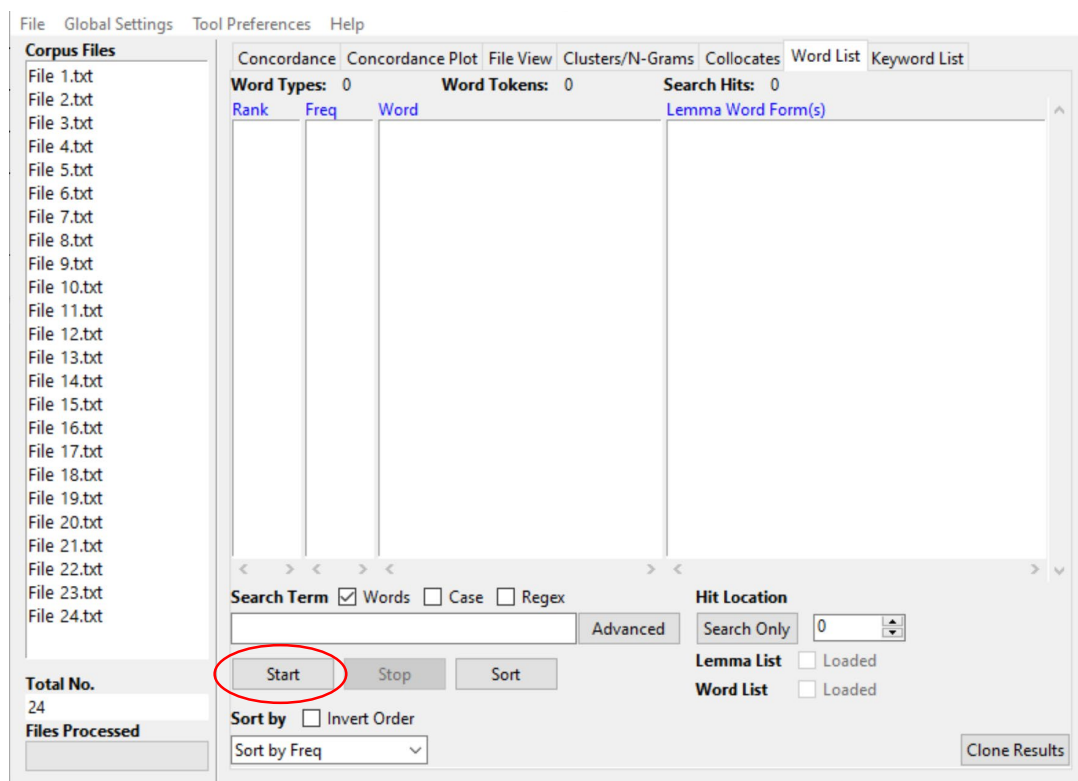 File Global Settings Tool Preferences Help
Corpus Files
File 1.txt
File 2.txt
File 3.txt
File 4.txt
File 5.txt
File 6.txt
File 7.txt
File 8.txt
File 9.txt
File 10.txt
File 11.txt
File 12.txt
File 13.txt
File 14.txt
File 15.txt
File 16.txt
File 17.txt
File 18.txt
File 19.txt
File 20.txt
File 21.txt
File 22.txt
File 23.txt
File 24.txt
Total No.
24
Files Processed
Concordance Concordance Plot File View Clusters/N-Grams Collocates Word List Keyword List
Word Types: 0 Word Tokens: 0 Search Hits: 0
Rank Freq Word Lemma Word Form(s)
Search Term Words Case Regex Hit Location
Advanced Search Only 0
Start Stop Sort Lemma List Loaded
Word List Loaded
Sort by Invert Order
Sort by Freq Clone Results